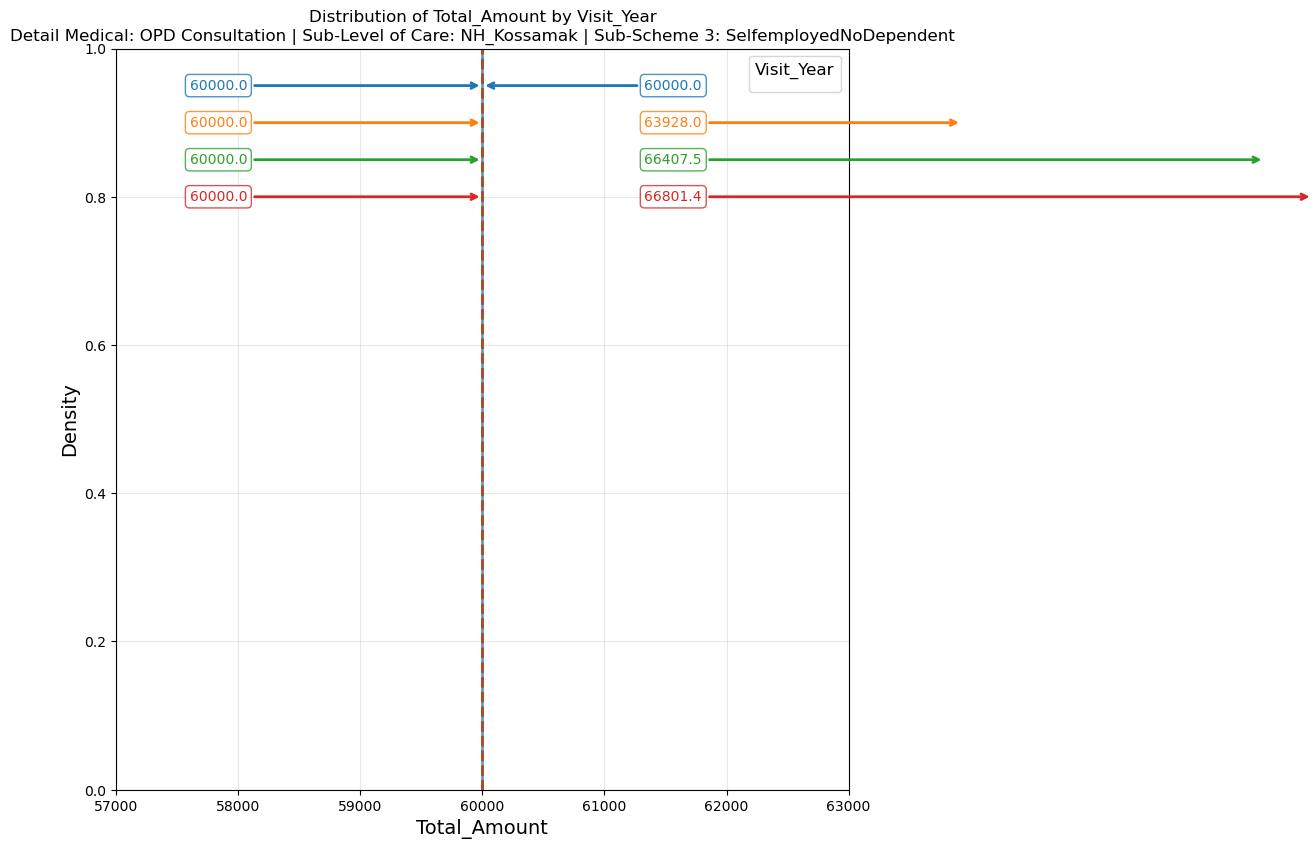 Distribution of Total_Amount by Visit_Year
Detail Medical: OPD Consultation | Sub-Level of Care: NH_Kossamak | Sub-Scheme 3: SelfemployedNoDependent
1.0
Visit_Year
60000.0 60000.0
60000.0 63928.0
60000.0 66407.5
0.8 60000.0 66801.4
0.6
Density
0.4
0.2
0.0
57000 58000 59000 60000 61000 62000 63000
Total_Amount